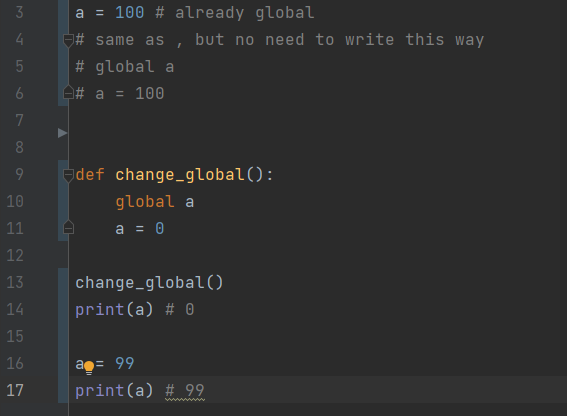 3 a = 100 # already global
4 # same as , but no need to write this way
5 # global a
6 # a = 100
7
8
9 def change_global():
10 global a
11 a = 0
12
13 change_global()
14 print(a) # 0
15
16 a = 99
17 print(a) # 99